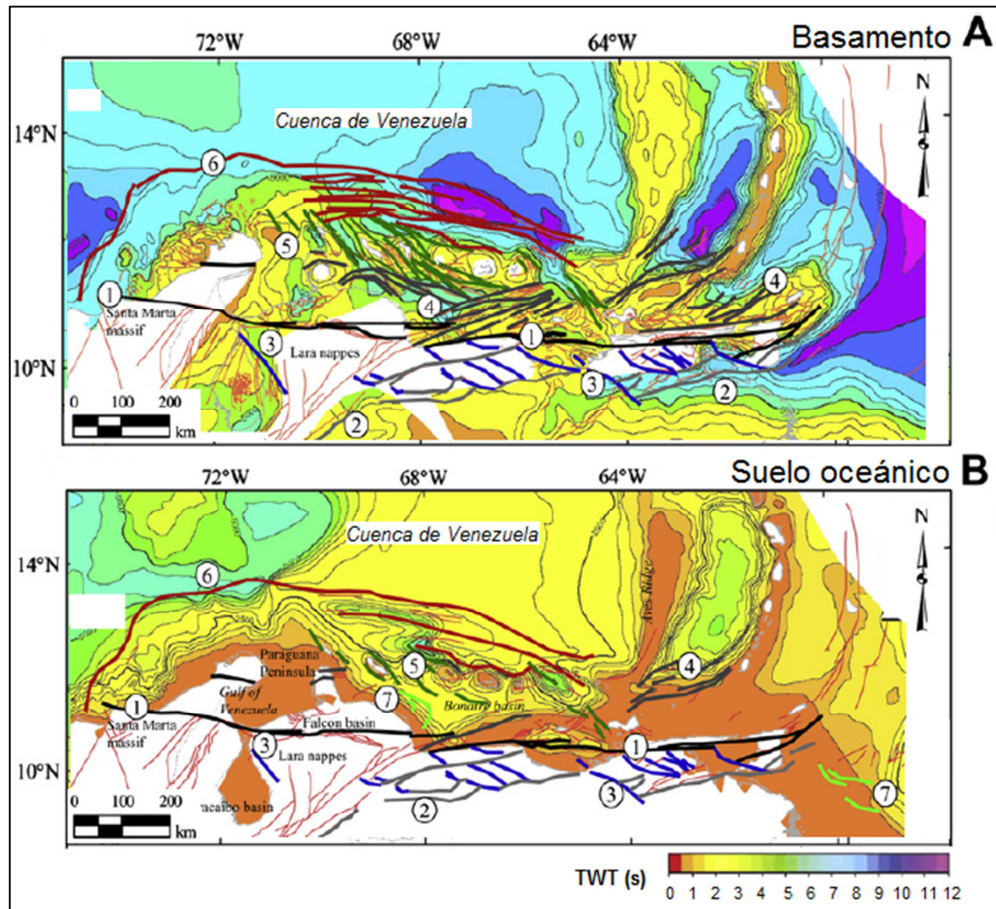 Basamento A
72°W 68°W 64°W
N
14°N
Cuenca de Venezuela
6
5
4
4
1
Santa Marta
massif
3
Lara nappes
1
10°N
3
2
0 100 200
km
2
Suelo oceánico B
72°W 68°W 64°W
N
Cuenca de Venezuela
14°N
6
Aves Ridge
Paraguana
Peninsula
5
4
7
Gulf of
Venezuela
Bonaire basin
1
Santa Marta
massif
Falcon basin
3
Lara nappes
1
10°N
3
acaibo basin
2
7
0 100 200
km
TWT (s)
0 1 2 3 4 5 6 7 8 9 10 11 12